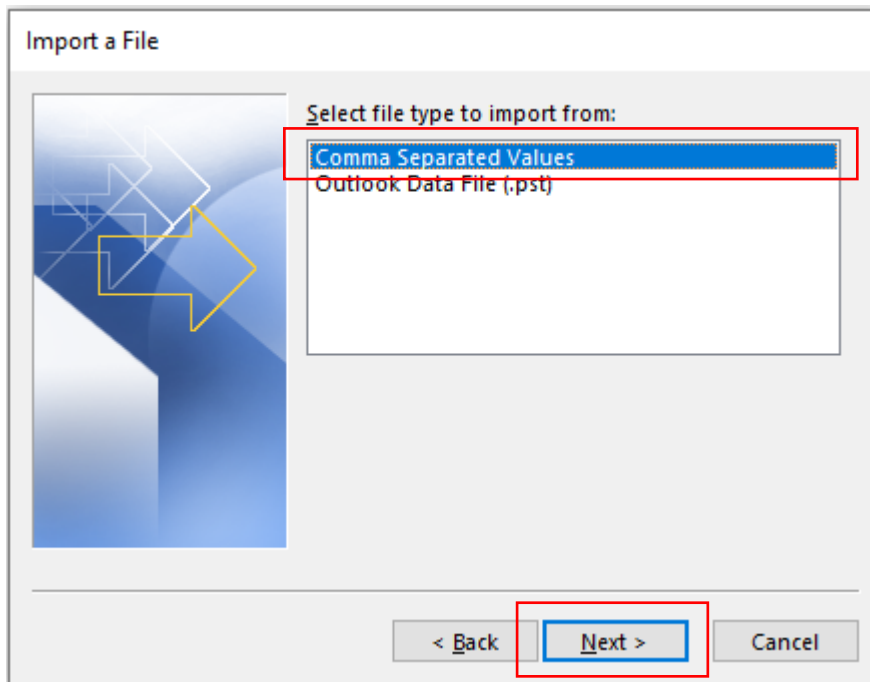 Import a File
Select file type to import from:
Comma Separated Values
Outlook Data File (.pst)
< Back
Next >
Cancel